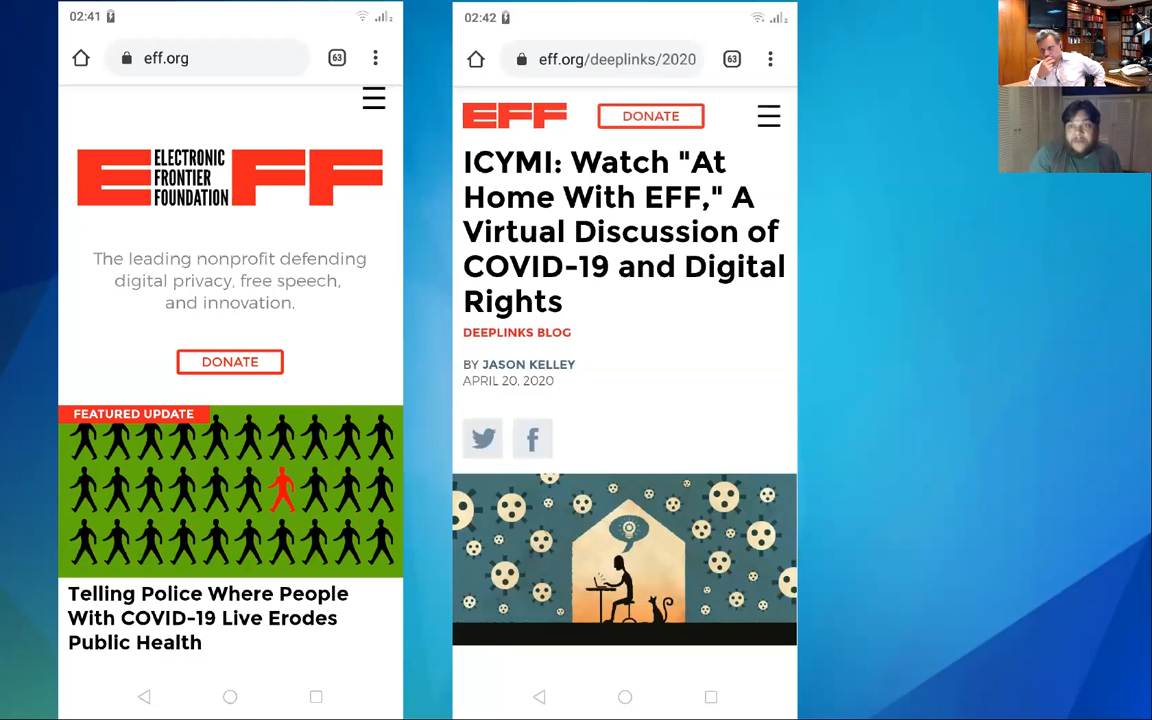 02:41
eff.org
63
ELECTRONIC
FRONTIER
FOUNDATION
EFF
The leading nonprofit defending
digital privacy, free speech,
and innovation.
DONATE
FEATURED UPDATE
Telling Police Where People
With COVID-19 Live Erodes
Public Health
02:42
eff.org/deeplinks/2020
63
EFF
DONATE
ICYMI: Watch "At
Home With EFF," A
Virtual Discussion of
COVID-19 and Digital
Rights
DEEPLINKS BLOG
BY JASON KELLEY
APRIL 20, 2020